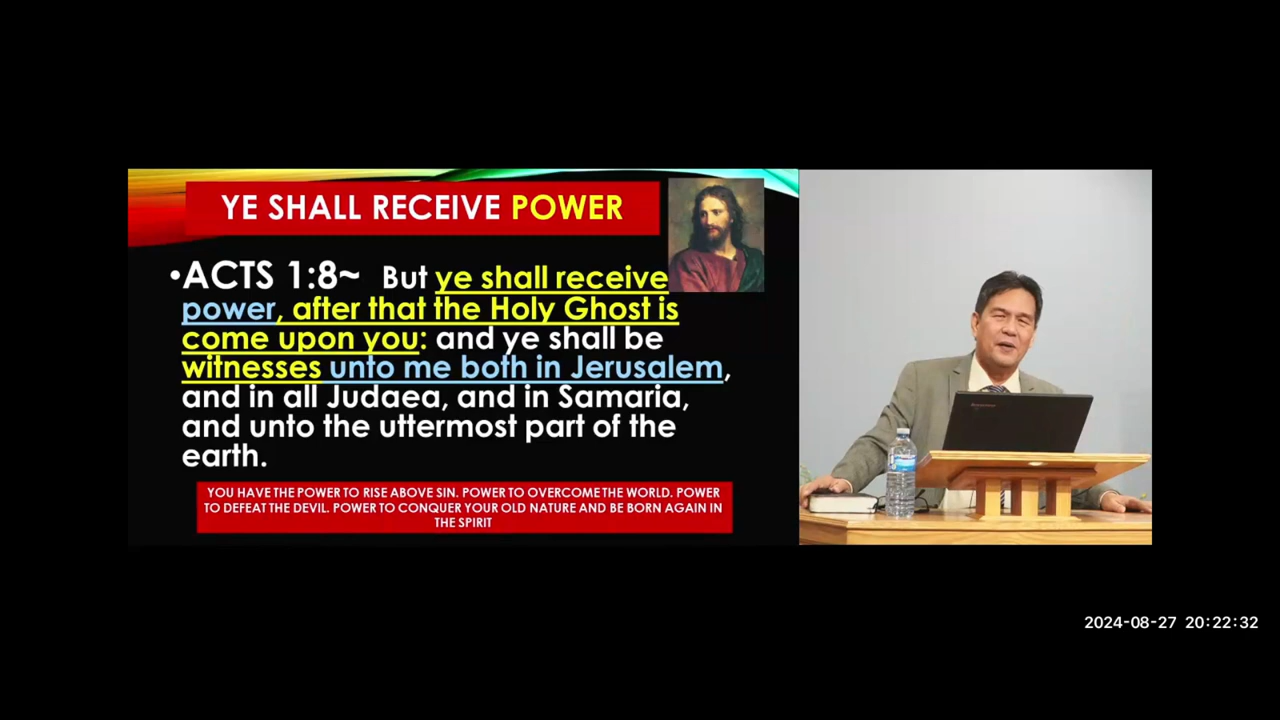 YE SHALL RECEIVE POWER
•ACTS 1:8~ But ye shall receive
power, after that the Holy Ghost is
come upon you: and ye shall be
witnesses unto me both in Jerusalem,
and in all Judaea, and in Samaria,
and unto the uttermost part of the
earth.
YOU HAVE THE POWER TO RISE ABOVE SIN. POWER TO OVERCOME THE WORLD. POWER
TO DEFEAT THE DEVIL. POWER TO CONQUER YOUR OLD NATURE AND BE BORN AGAIN IN
THE SPIRIT
2024-08-27 20:22:32